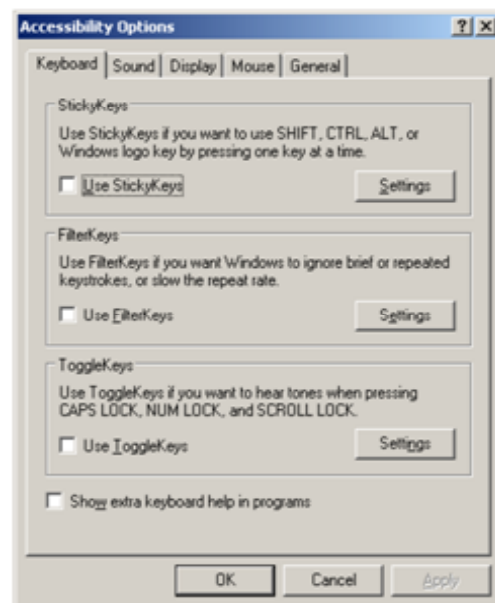 Accessibility Options
Keyboard Sound Display Mouse General
StickyKeys
Use StickyKeys if you want to use SHIFT, CTRL, ALT, or
Windows logo key by pressing one key at a time.
Use StickyKeys Settings
FilterKeys
Use FilterKeys if you want Windows to ignore brief or repeated
keystrokes, or slow the repeat rate.
Use FilterKeys Settings
ToggleKeys
Use ToggleKeys if you want to hear tones when pressing
CAPS LOCK, NUM LOCK, and SCROLL LOCK.
Use ToggleKeys Settings
Show extra keyboard help in programs
OK Cancel Apply